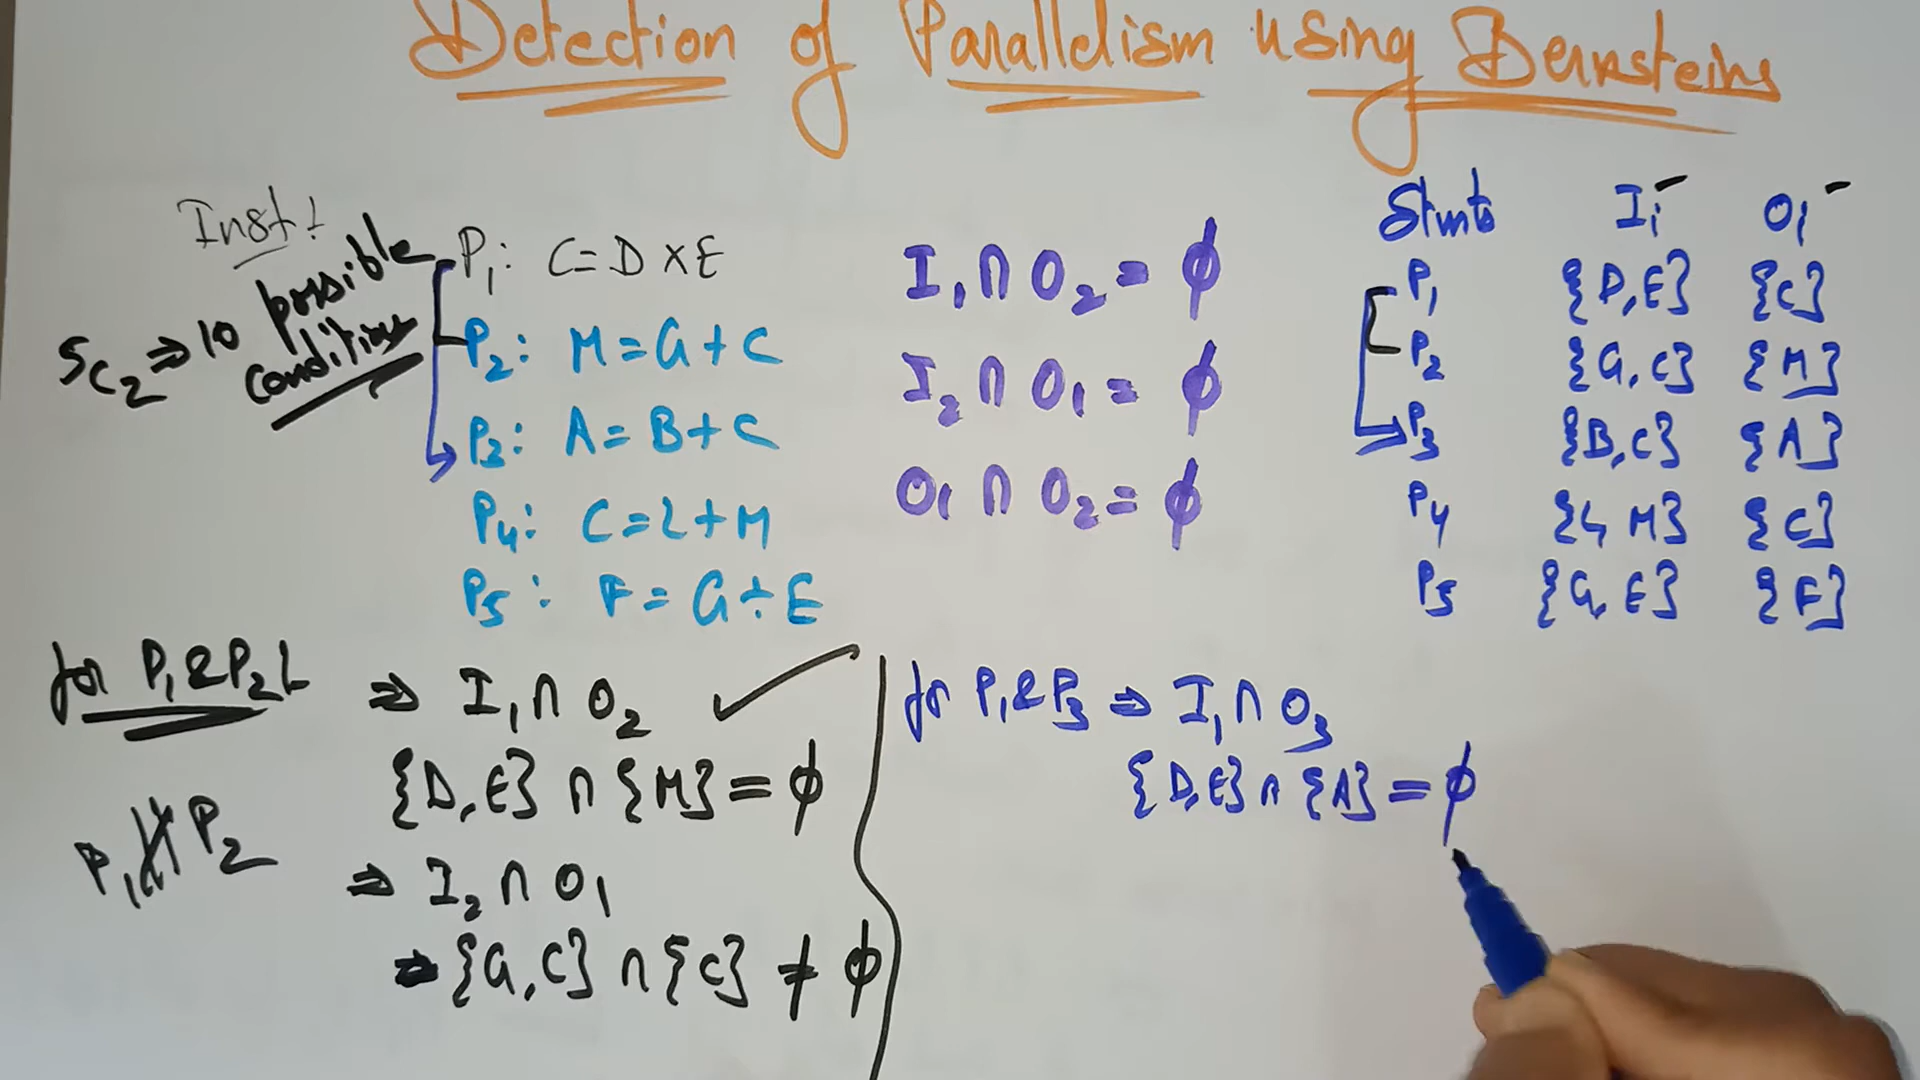 Detection of Parallelism using Bernsteins
Inst:
5C2 ⇒ 10 possible conditions
P1: C = D × E
P2: M = G + C
P3: A = B + C
P4: C = L + M
P5: F = G ÷ E
I1 ∩ O2 = ϕ
I2 ∩ O1 = ϕ
O1 ∩ O2 = ϕ
Stmts Ii Oi
P1 {D,E} {C}
P2 {G,C} {M}
P3 {B,C} {A}
P4 {L, M} {C}
P5 {G, E} {F}
for P1 & P2 ⇒ I1 ∩ O2 ✓
{D,E} ∩ {M} = ϕ
P1 ∦ P2
⇒ I2 ∩ O1
⇒ {G,C} ∩ {C} ≠ ϕ
for P1 & P3 ⇒ I1 ∩ O3
{D,E} ∩ {A} = ϕ